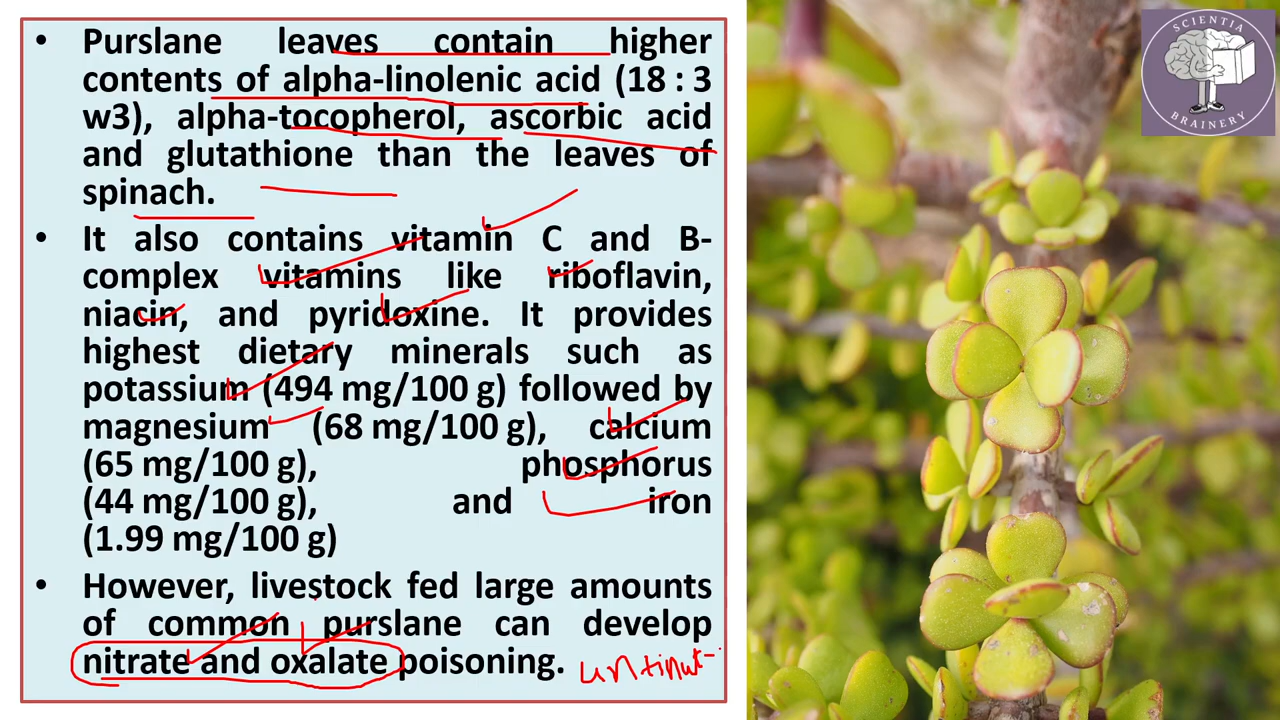 • Purslane leaves contain higher
contents of alpha-linolenic acid (18 : 3
w3), alpha-tocopherol, ascorbic acid
and glutathione than the leaves of
spinach.
• It also contains vitamin C and B-
complex vitamins like riboflavin,
niacin, and pyridoxine. It provides
highest dietary minerals such as
potassium (494 mg/100 g) followed by
magnesium (68 mg/100 g), calcium
(65 mg/100 g), phosphorus
(44 mg/100 g), and iron
(1.99 mg/100 g)
• However, livestock fed large amounts
of common purslane can develop
nitrate and oxalate poisoning.
SCIENTIA
BRAINERY